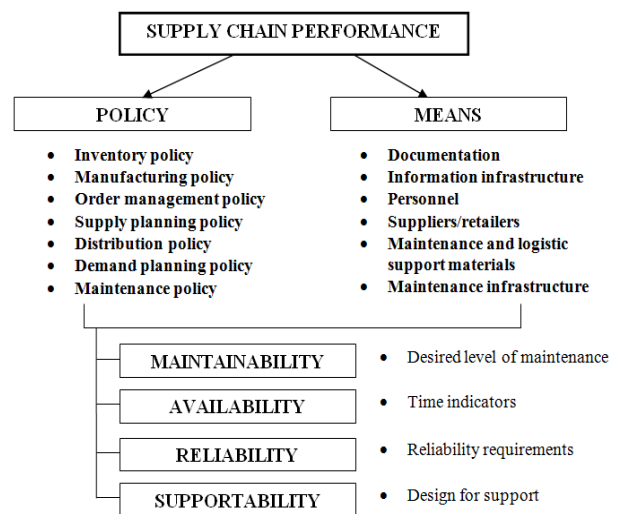 SUPPLY CHAIN PERFORMANCE
POLICY
• Inventory policy
• Manufacturing policy
• Order management policy
• Supply planning policy
• Distribution policy
• Demand planning policy
• Maintenance policy
MEANS
• Documentation
• Information infrastructure
• Personnel
• Suppliers/retailers
• Maintenance and logistic
support materials
• Maintenance infrastructure
MAINTAINABILITY
• Desired level of maintenance
AVAILABILITY
• Time indicators
RELIABILITY
• Reliability requirements
SUPPORTABILITY
• Design for support